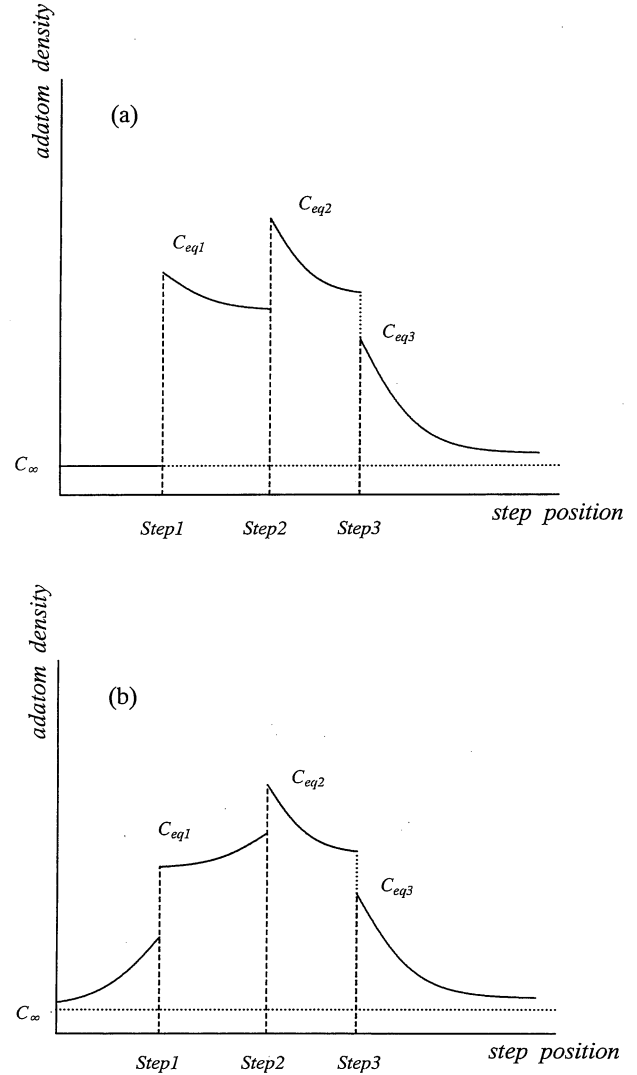 adatom density
(a)
C_eq2
C_eq1
C_eq3
C_∞
step position
Step1 Step2 Step3
adatom density
(b)
C_eq2
C_eq1
C_eq3
C_∞
step position
Step1 Step2 Step3